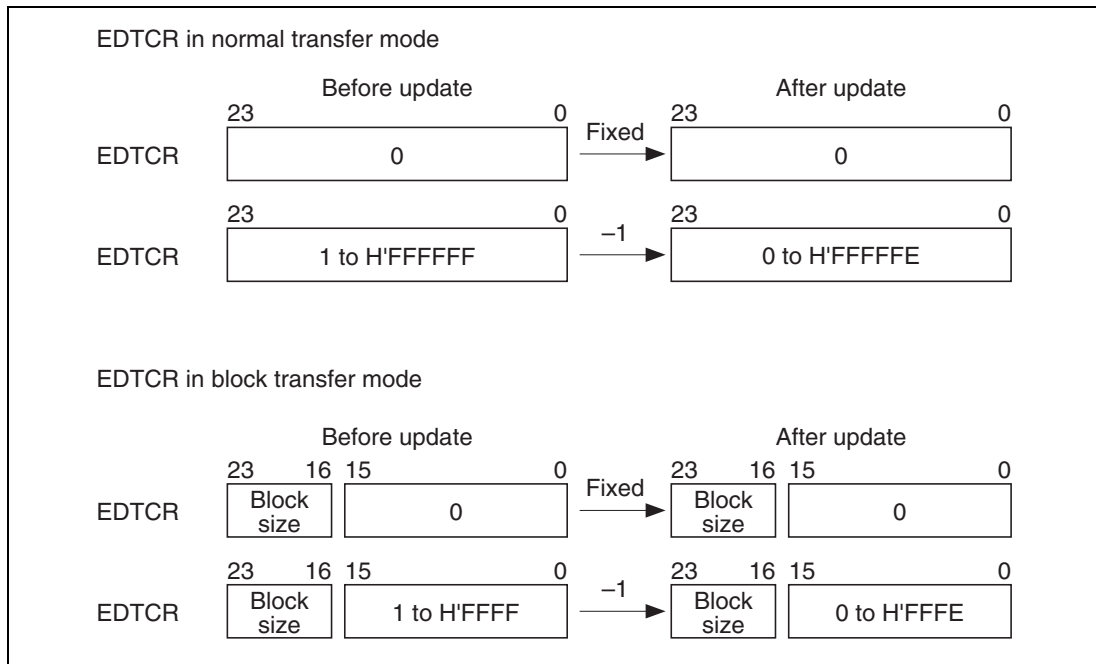 EDTCR in normal transfer mode
Before update
After update
23 0 Fixed 23 0
EDTCR 0 0
23 0 –1 23 0
EDTCR 1 to H'FFFFFF 0 to H'FFFFFE
EDTCR in block transfer mode
Before update
After update
23 16 15 0 Fixed 23 16 15 0
EDTCR Block size 0 Block size 0
23 16 15 0 –1 23 16 15 0
EDTCR Block size 1 to H'FFFF Block size 0 to H'FFFE